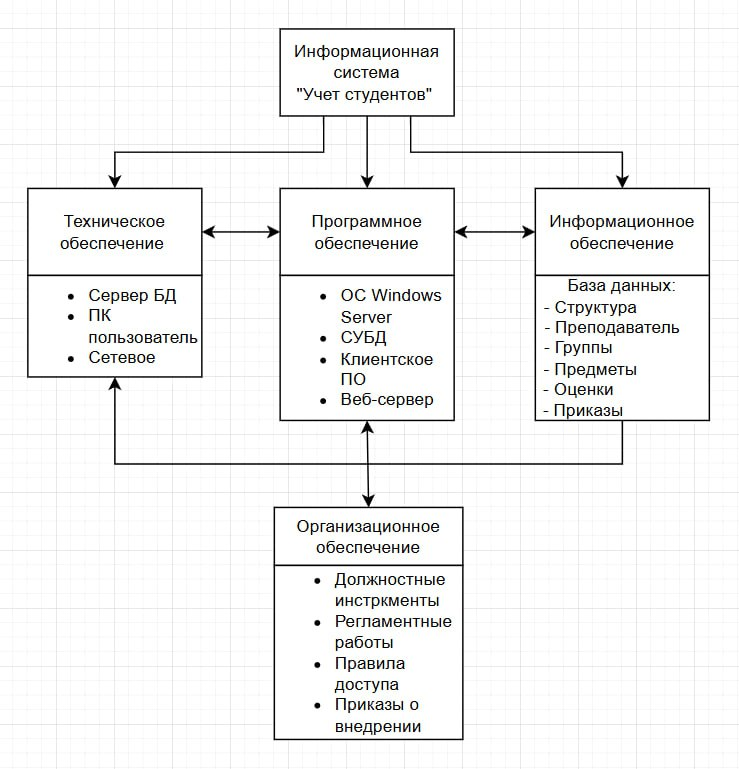 Информационная
система
"Учет студентов"
Техническое
обеспечение
• Сервер БД
• ПК
пользователь
• Сетевое
Программное
обеспечение
• ОС Windows
Server
• СУБД
• Клиентское
ПО
• Веб-сервер
Информационное
обеспечение
База данных:
- Структура
- Преподаватель
- Группы
- Предметы
- Оценки
- Приказы
Организационное
обеспечение
• Должностные
инстркменты
• Регламентные
работы
• Правила
доступа
• Приказы о
внедрении